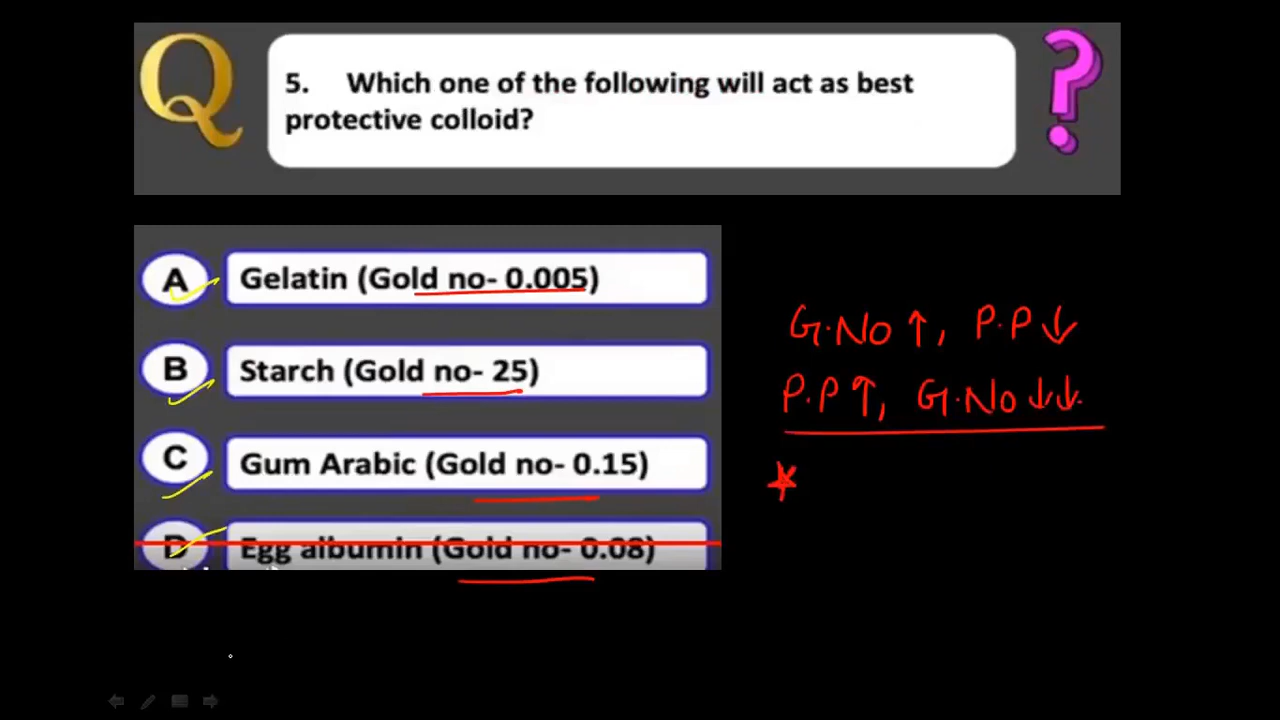 Q
5. Which one of the following will act as best
protective colloid?
?
A Gelatin (Gold no- 0.005)
B Starch (Gold no- 25)
C Gum Arabic (Gold no- 0.15)
D Egg albumin (Gold no- 0.08)
G.No ↑, P.P ↓
P.P ↑, G.No ↓↓.